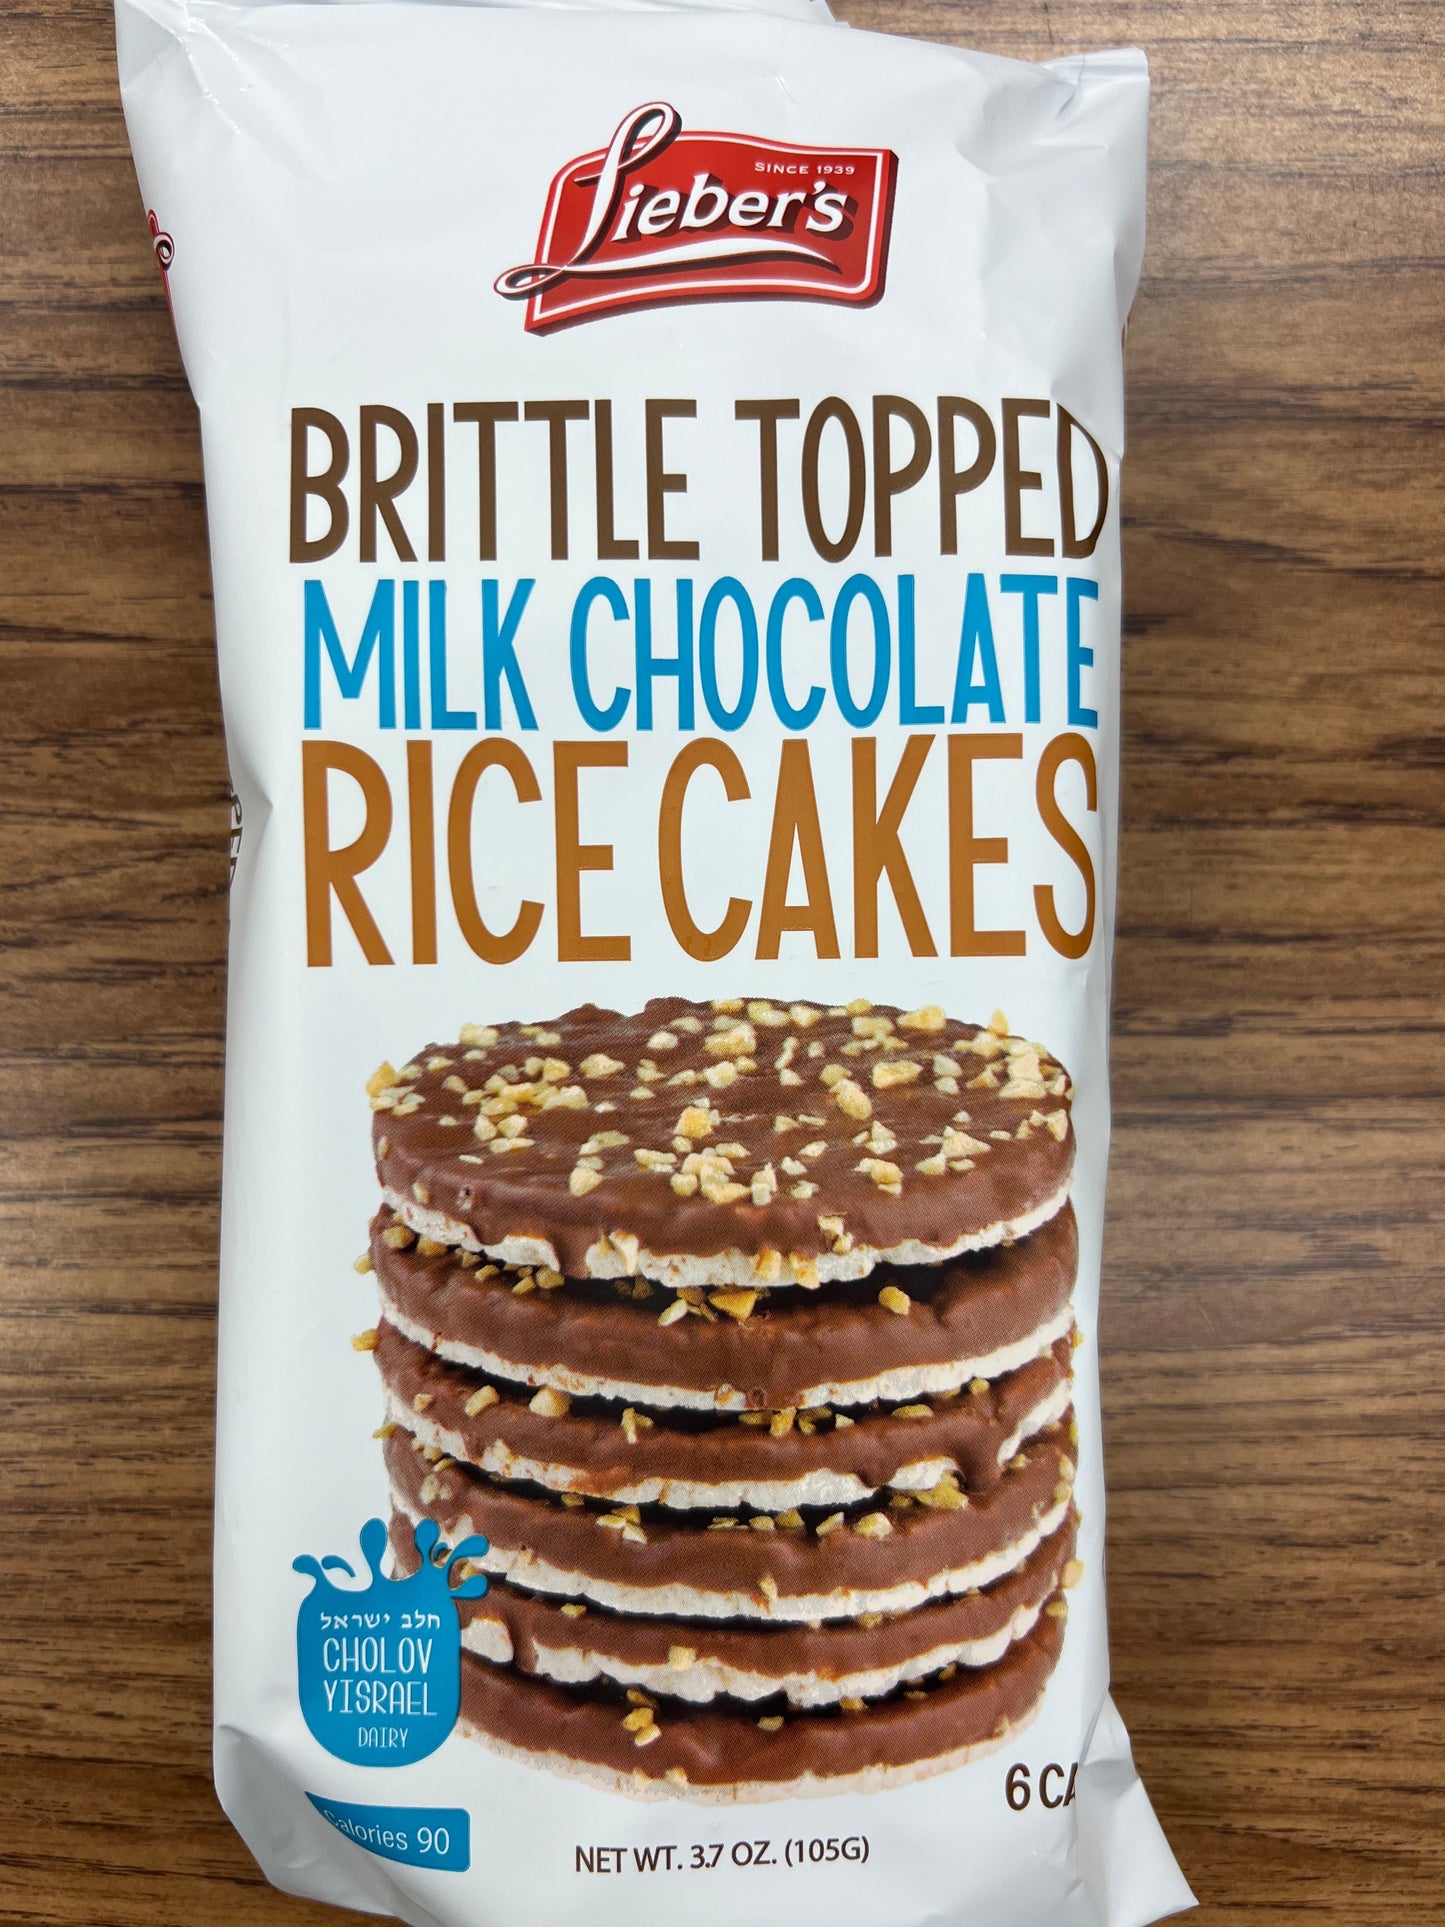 SINCE 1939
Lieber's
BRITTLE TOPPED
MILK CHOCOLATE
RICE CAKES
חלב ישראל
CHOLOV
YISRAEL
DAIRY
6
Calories 90
NET WT. 3.7 OZ. (105G)